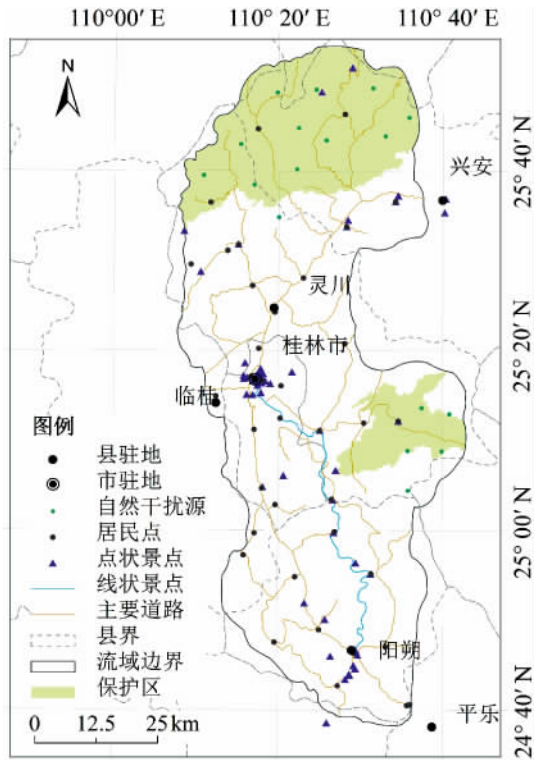 110°00′ E
110°20′ E
110°40′ E
N
25°40′ N
兴安
灵川
25°20′ N
桂林市
临桂
图例
县驻地
市驻地
自然干扰源
居民点
25°00′ N
点状景点
线状景点
主要道路
县界
流域边界
阳朔
保护区
24°40′ N
平乐
0 12.5 25 km